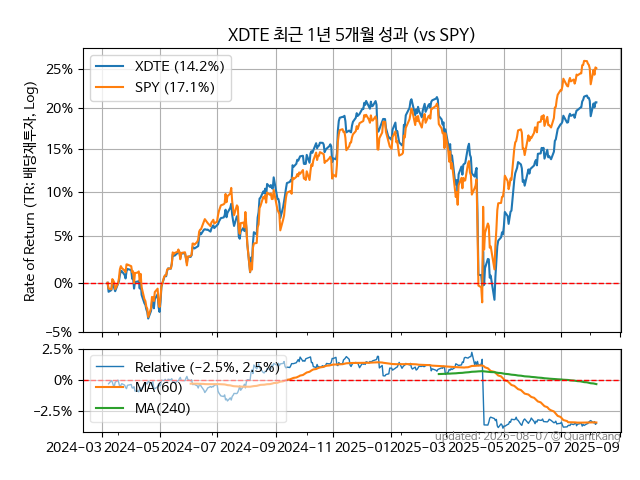 XDTE 최근 1년 5개월 성과 (vs SPY)
XDTE (14.2%)
SPY (17.1%)
25%
20%
15%
10%
5%
0%
−5%
Rate of Return (TR: 배당재투자, Log)
2.5%
0%
−2.5%
Relative (−2.5%, 2.5%)
MA(60)
MA(240)
updated: 2025-08-07 © QuantKang
2024−03 2024−05 2024−07 2024−09 2024−11 2025−01 2025−03 2025−05 2025−07 2025−09